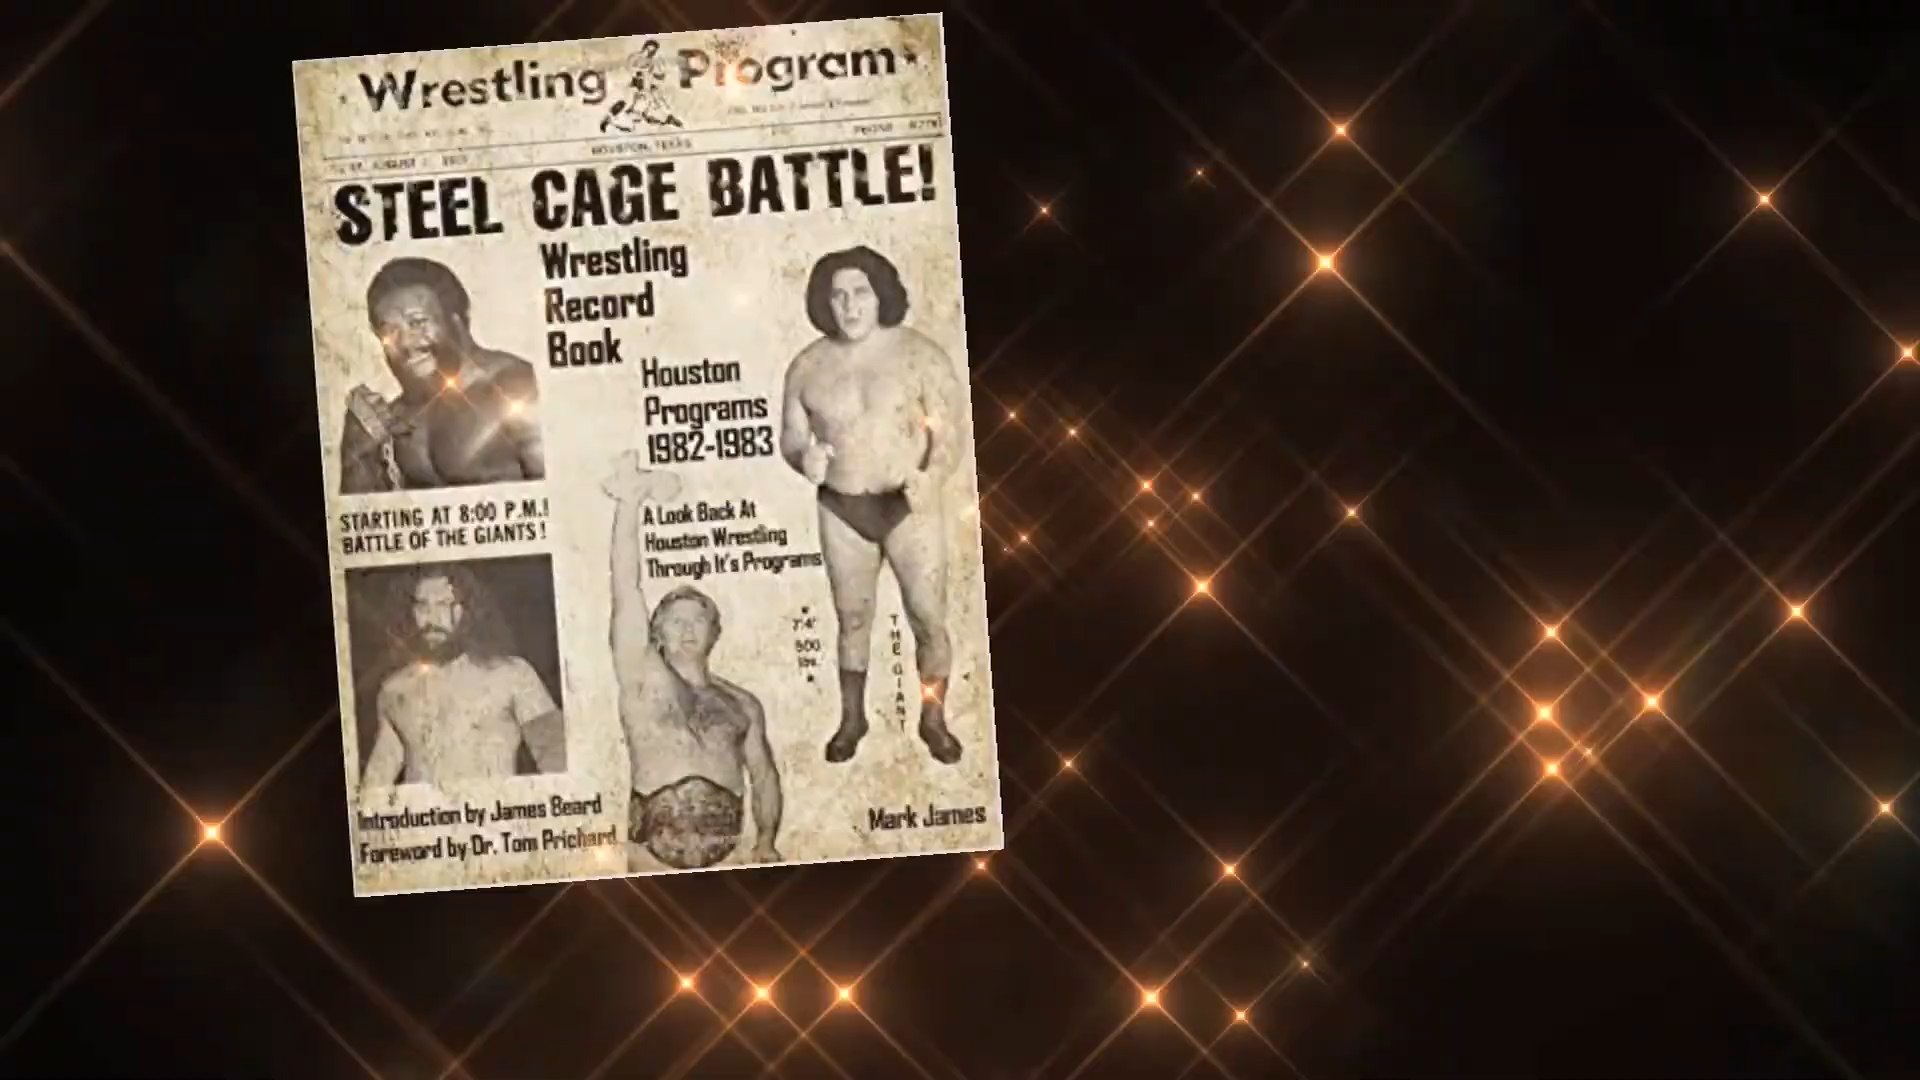 Wrestling Program
HOUSTON, TEXAS
PHONE
STEEL CAGE BATTLE!
Wrestling
Record
Book
Houston
Programs
1982-1983
STARTING AT 8:00 P.M.!
BATTLE OF THE GIANTS!
A Look Back At
Houston Wrestling
Through It's Programs
7'4"
500
lbs.
THE GIANT
Introduction by James Beard
Foreword by Dr. Tom Prichard
Mark James